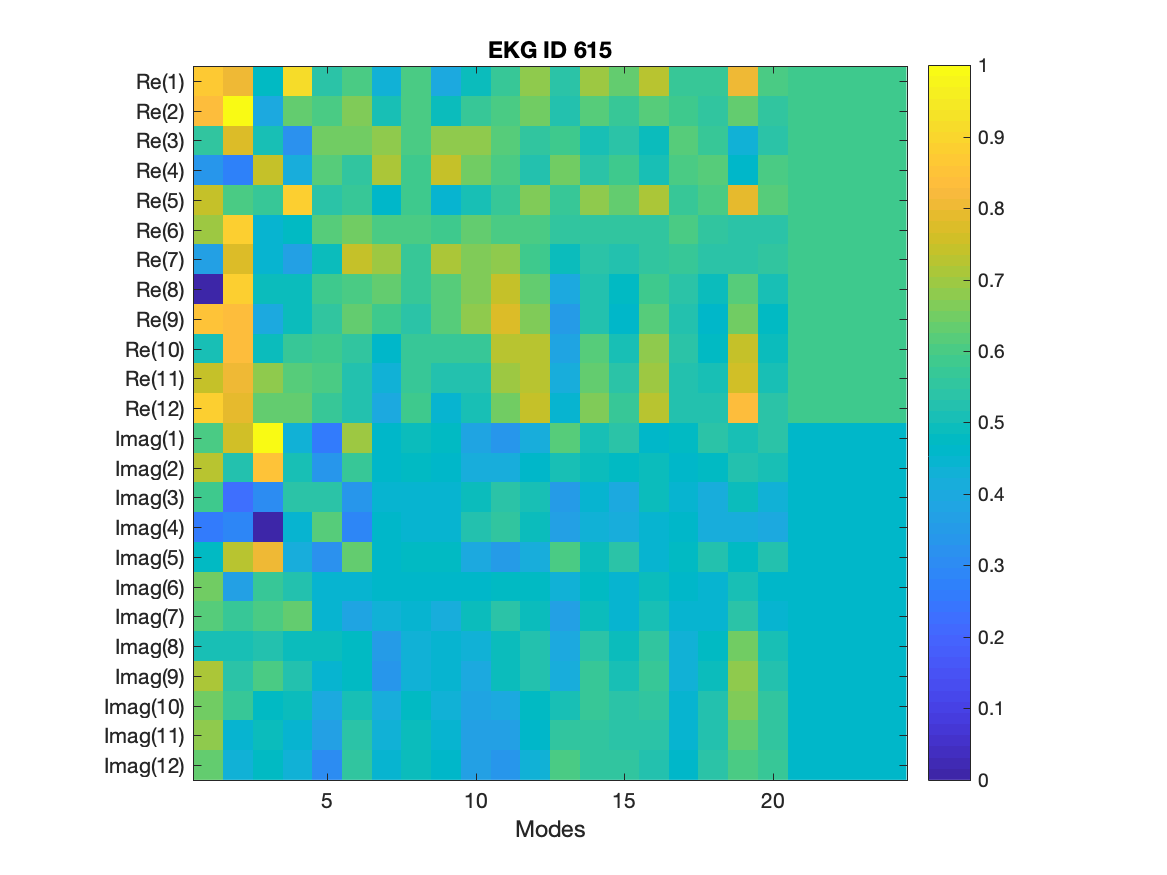 EKG ID 615
Re(1)
Re(2)
Re(3)
Re(4)
Re(5)
Re(6)
Re(7)
Re(8)
Re(9)
Re(10)
Re(11)
Re(12)
Imag(1)
Imag(2)
Imag(3)
Imag(4)
Imag(5)
Imag(6)
Imag(7)
Imag(8)
Imag(9)
Imag(10)
Imag(11)
Imag(12)
5 10 15 20
Modes
1
0.9
0.8
0.7
0.6
0.5
0.4
0.3
0.2
0.1
0